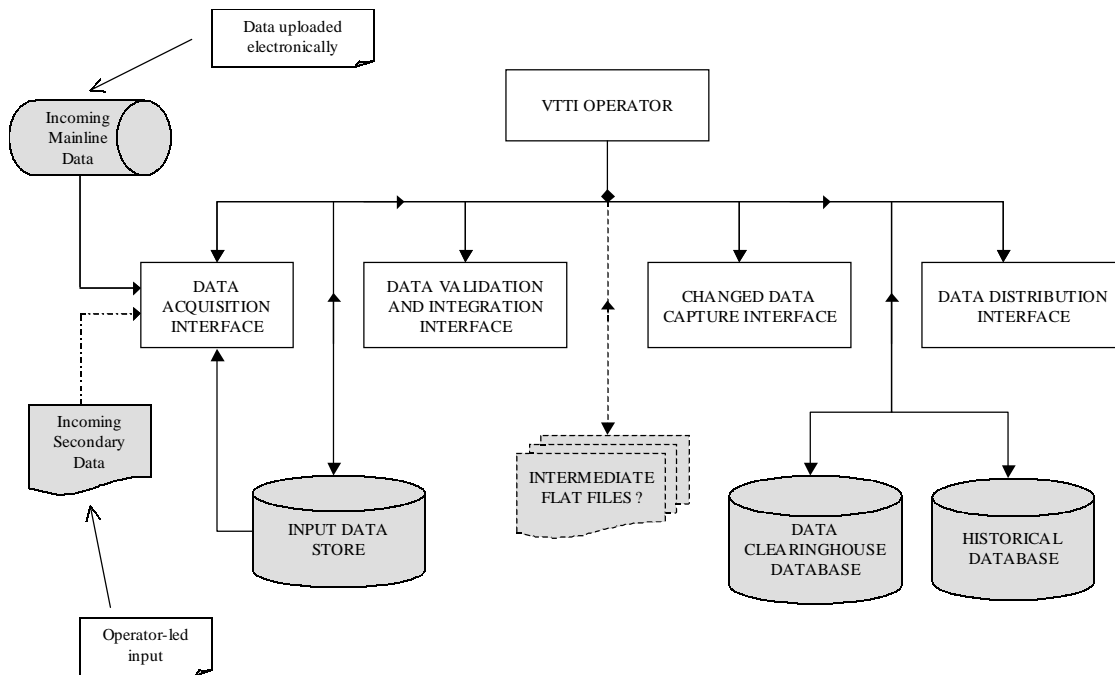 Data uploaded
electronically
VTTI OPERATOR
Incoming
Mainline
Data
DATA
ACQUISITION
INTERFACE
DATA VALIDATION
AND INTEGRATION
INTERFACE
CHANGED DATA
CAPTURE INTERFACE
DATA DISTRIBUTION
INTERFACE
Incoming
Secondary
Data
INPUT DATA
STORE
INTERMEDIATE
FLAT FILES ?
DATA
CLEARINGHOUSE
DATABASE
HISTORICAL
DATABASE
Operator-led
input